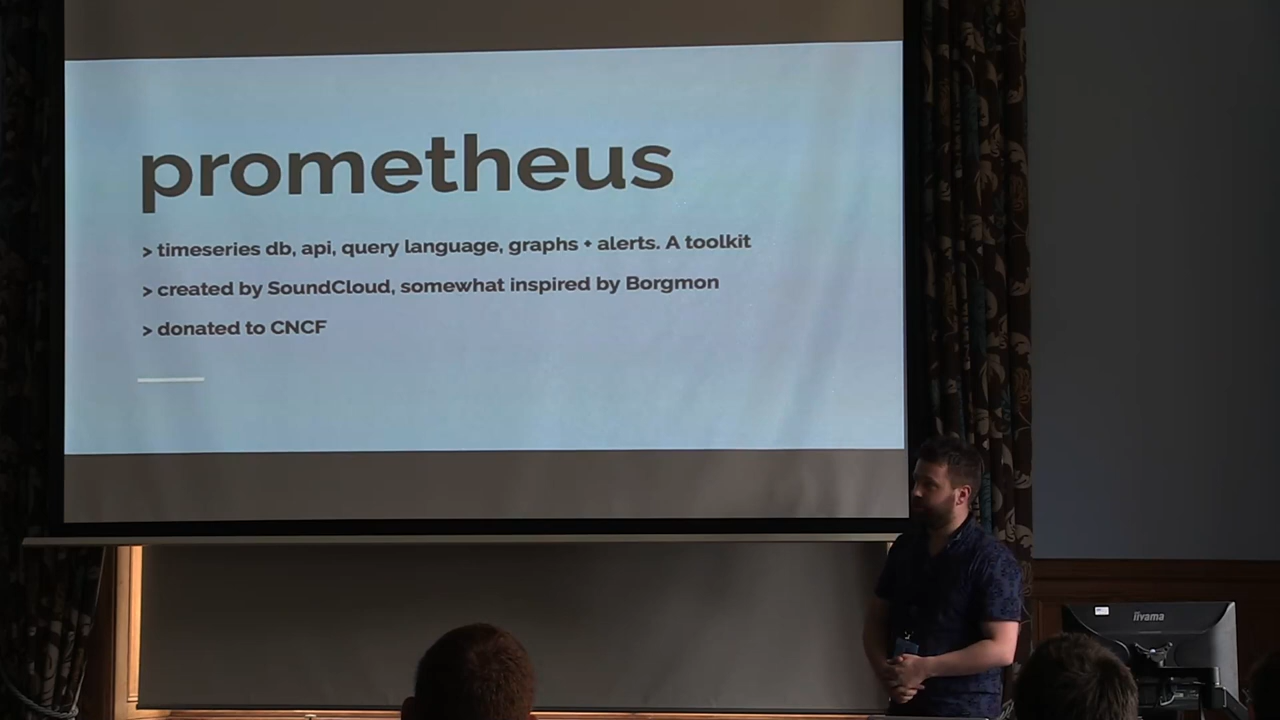 prometheus
> timeseries db, api, query language, graphs + alerts. A toolkit
> created by SoundCloud, somewhat inspired by Borgmon
> donated to CNCF
iiyama